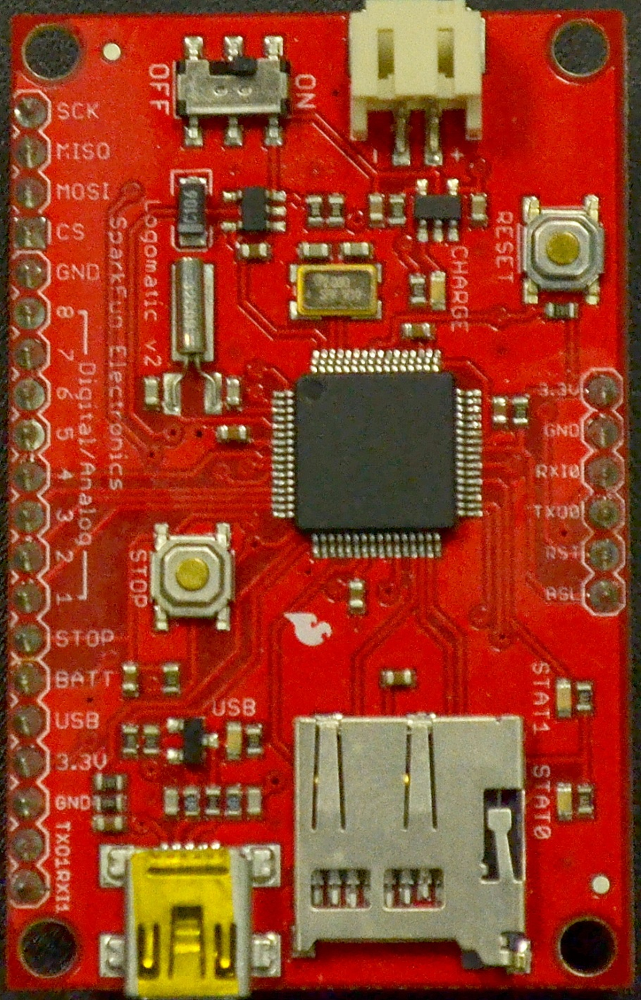 OFF
ON
- +
SCK
MISO
MOSI
CS
GND
8
7
6
5
4
3
2
1
Digital/Analog
STOP
BATT
USB
3.3V
GND
TXO1
RXI1
Logomatic v2
SparkFun Electronics
CHARGE
RESET
3.3V
GND
RXI0
TXO0
RST
BSL
STOP
USB
STAT1
STAT0